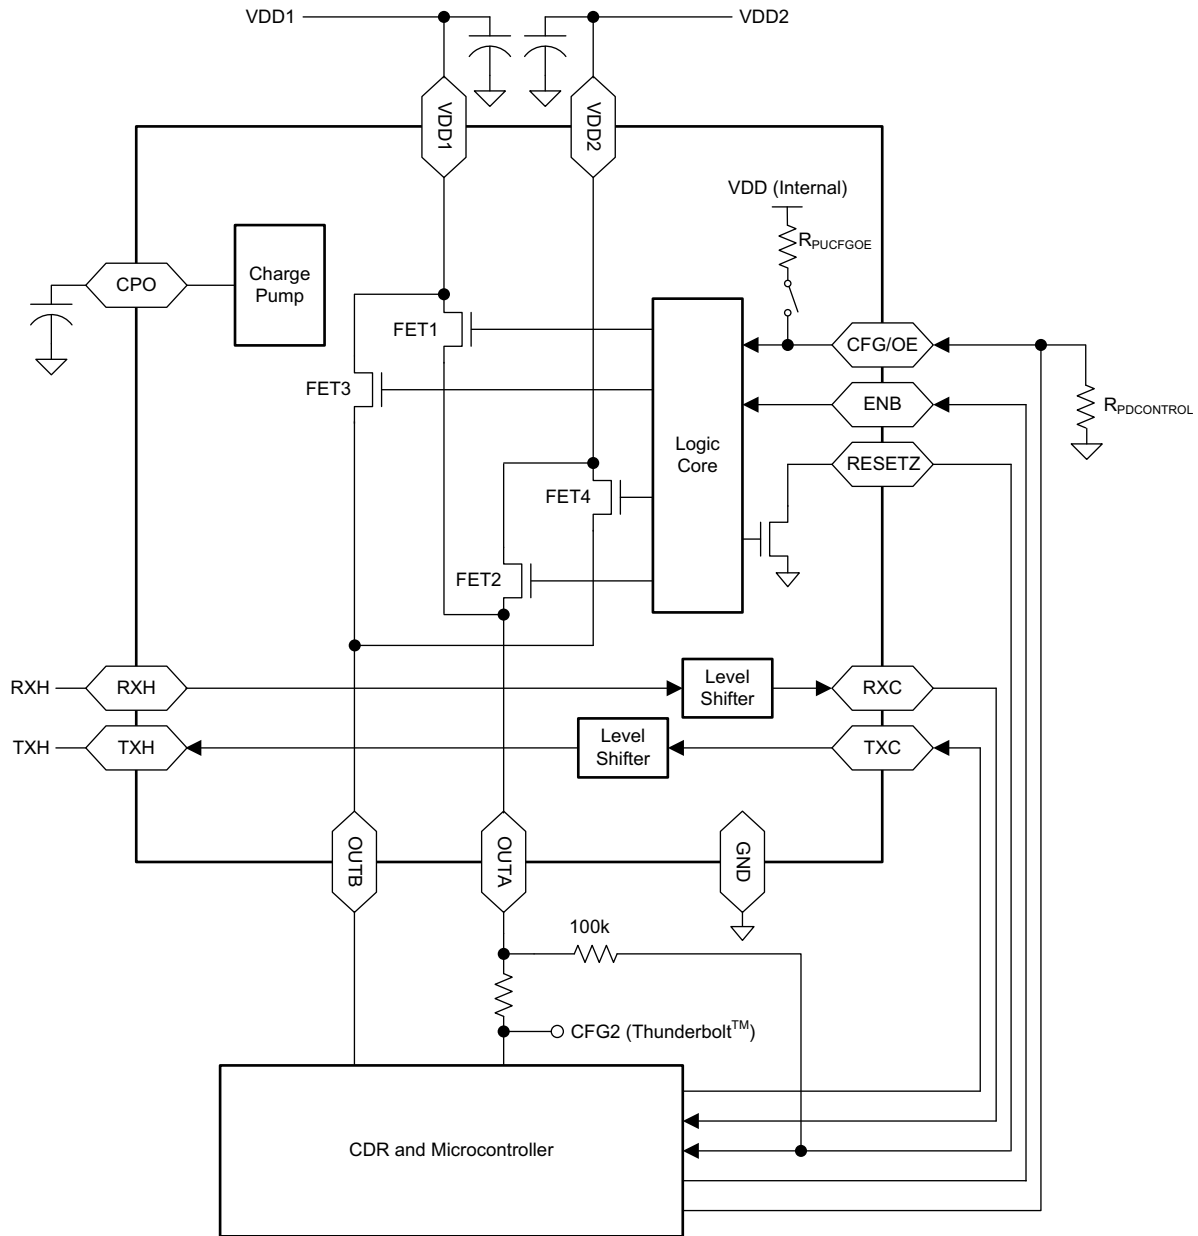 VDD1
VDD2
VDD1
VDD2
VDD (Internal)
RPUCFGOE
CPO
Charge
Pump
FET1
CFG/OE
FET3
ENB
RPDCONTROL
Logic
Core
RESETZ
FET4
FET2
RXH
RXH
Level
Shifter
RXC
TXH
TXH
Level
Shifter
TXC
OUTB
OUTA
GND
100k
CFG2 (Thunderbolt™)
CDR and Microcontroller